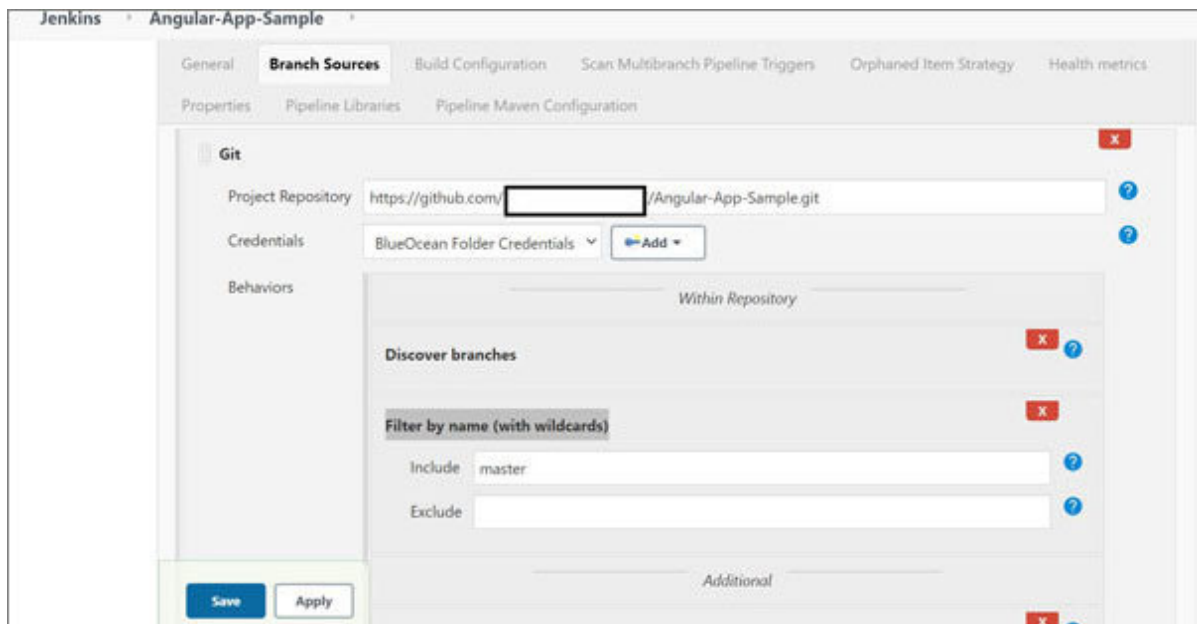 Jenkins Angular-App-Sample
General Branch Sources Build Configuration Scan Multibranch Pipeline Triggers Orphaned Item Strategy Health metrics
Properties Pipeline Libraries Pipeline Maven Configuration
X
Git
Project Repository https://github.com/ /Angular-App-Sample.git ?
Credentials BlueOcean Folder Credentials Add ?
Behaviors
Within Repository
Discover branches X ?
Filter by name (with wildcards) X
Include master ?
Exclude ?
Additional
Save Apply
X ?